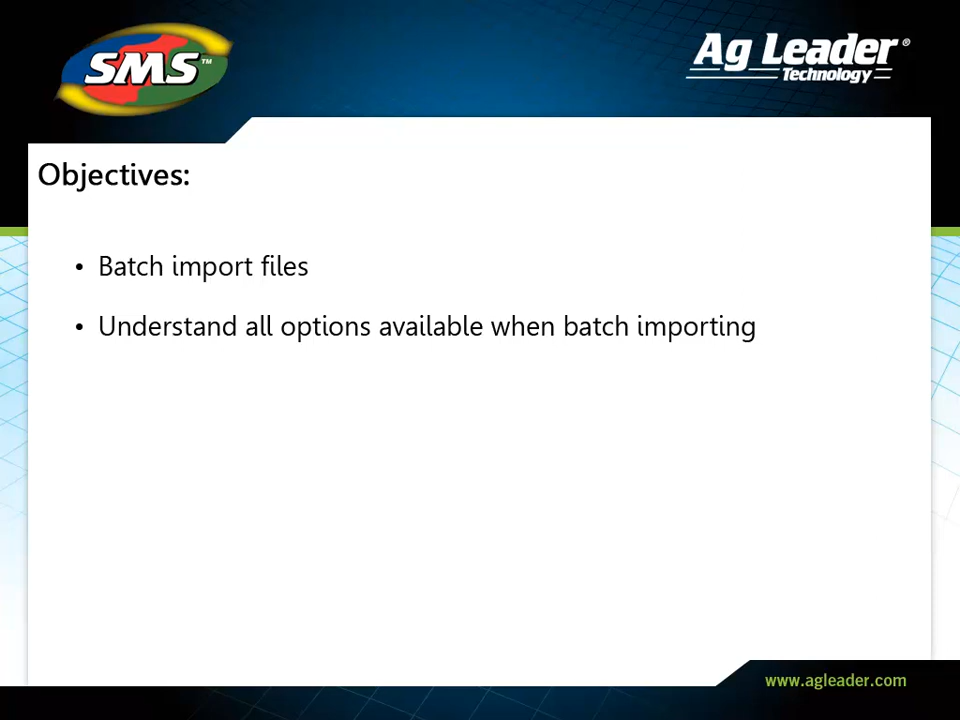 SMS™
Ag Leader®
Technology
Objectives:
• Batch import files
• Understand all options available when batch importing
www.agleader.com